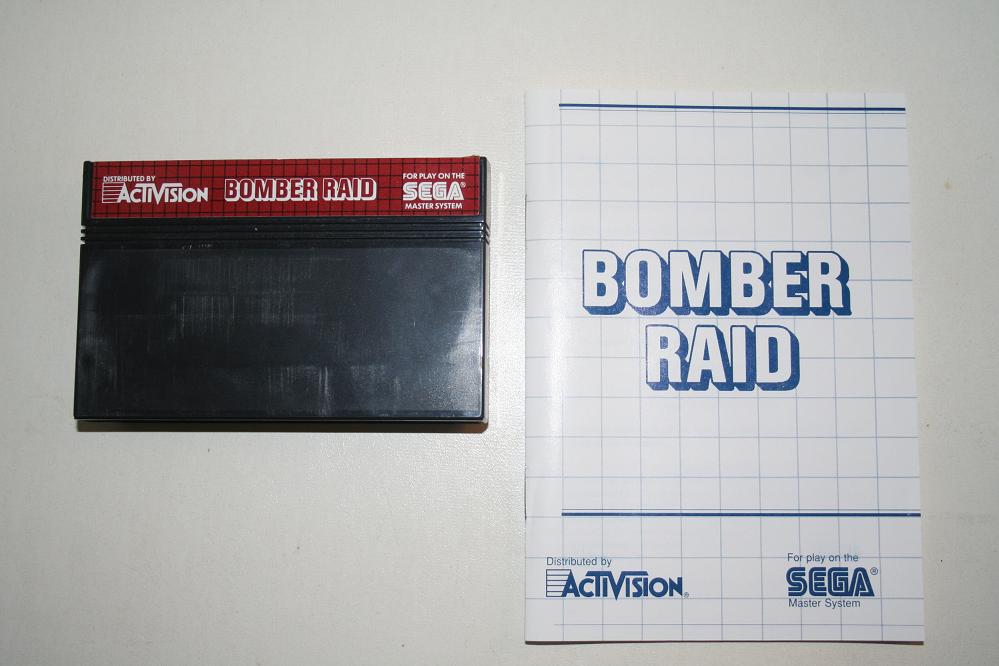 DISTRIBUTED BY
ACTIVISION
BOMBER RAID
FOR PLAY ON THE
SEGA®
MASTER SYSTEM
BOMBER
RAID
Distributed by
ACTIVISION®
For play on the
SEGA®
Master System